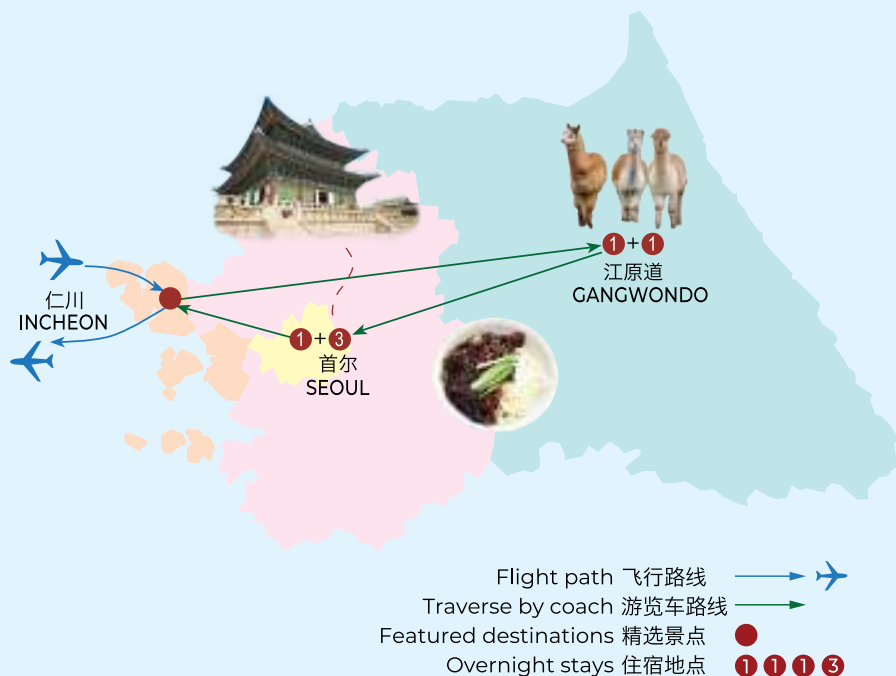 1 + 1
江原道
GANGWONDO
仁川
INCHEON
1 + 3
首尔
SEOUL
Flight path 飞行路线
Traverse by coach 游览车路线
Featured destinations 精选景点
Overnight stays 住宿地点 1 1 1 3